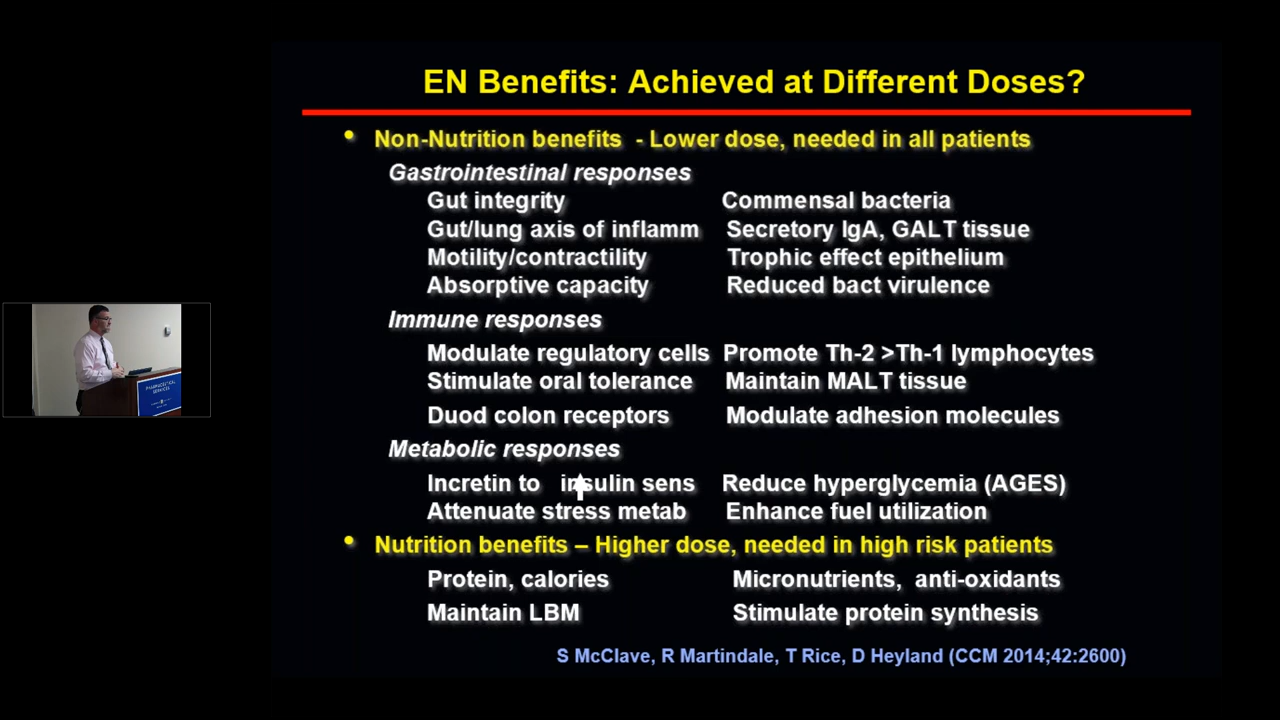 EN Benefits: Achieved at Different Doses?
• Non-Nutrition benefits - Lower dose, needed in all patients
Gastrointestinal responses
Gut integrity Commensal bacteria
Gut/lung axis of inflamm Secretory IgA, GALT tissue
Motility/contractility Trophic effect epithelium
Absorptive capacity Reduced bact virulence
Immune responses
Modulate regulatory cells Promote Th-2 >Th-1 lymphocytes
Stimulate oral tolerance Maintain MALT tissue
Duod colon receptors Modulate adhesion molecules
Metabolic responses
Incretin to insulin sens Reduce hyperglycemia (AGES)
Attenuate stress metab Enhance fuel utilization
• Nutrition benefits – Higher dose, needed in high risk patients
Protein, calories Micronutrients, anti-oxidants
Maintain LBM Stimulate protein synthesis
S McClave, R Martindale, T Rice, D Heyland (CCM 2014;42:2600)
PHARMACEUTICAL
SERVICES